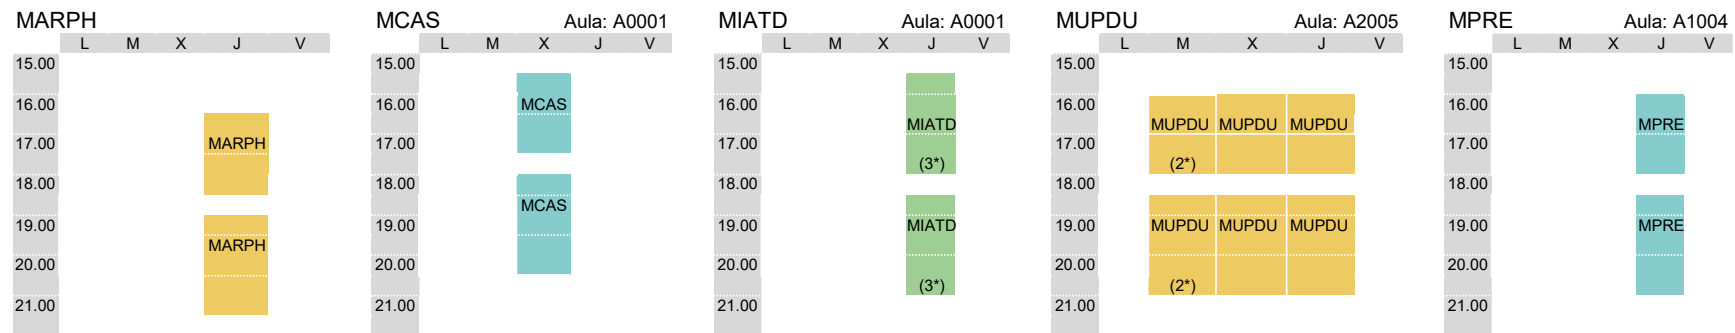 MARPH
L M X J V
15.00
16.00
17.00
18.00
19.00
20.00
21.00
MARPH
MARPH
MCAS Aula: A0001
L M X J V
15.00
16.00
17.00
18.00
19.00
20.00
21.00
MCAS
MCAS
MIATD Aula: A0001
L M X J V
15.00
16.00
17.00
18.00
19.00
20.00
21.00
MIATD
(3*)
MIATD
(3*)
MUPDU Aula: A2005
L M X J V
15.00
16.00
17.00
18.00
19.00
20.00
21.00
MUPDU MUPDU MUPDU
(2*)
MUPDU MUPDU MUPDU
(2*)
MPRE Aula: A1004
L M X J V
15.00
16.00
17.00
18.00
19.00
20.00
21.00
MPRE
MPRE